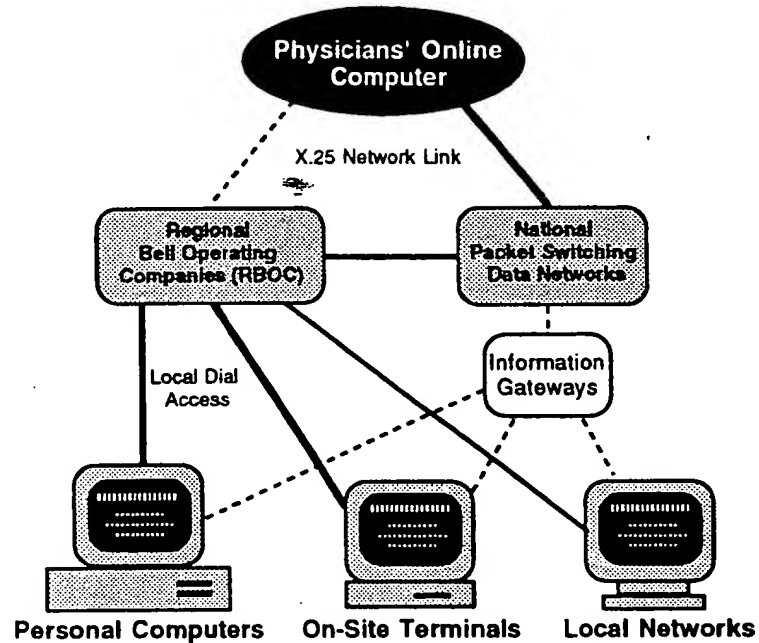 Physicians' Online
Computer
X.25 Network Link
Regional
Bell Operating
Companies (RBOC)
National
Packet Switching
Data Networks
Information
Gateways
Local Dial
Access
Personal Computers
On-Site Terminals
Local Networks